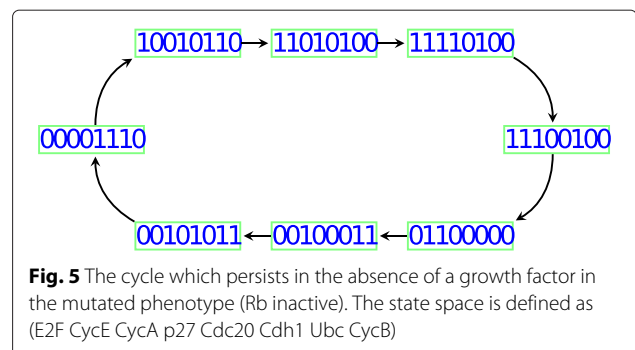 10010110 11010100 11110100
00001110 11100100
00101011 00100011 01100000
Fig. 5 The cycle which persists in the absence of a growth factor in
the mutated phenotype (Rb inactive). The state space is defined as
(E2F CycE CycA p27 Cdc20 Cdh1 Ubc CycB)